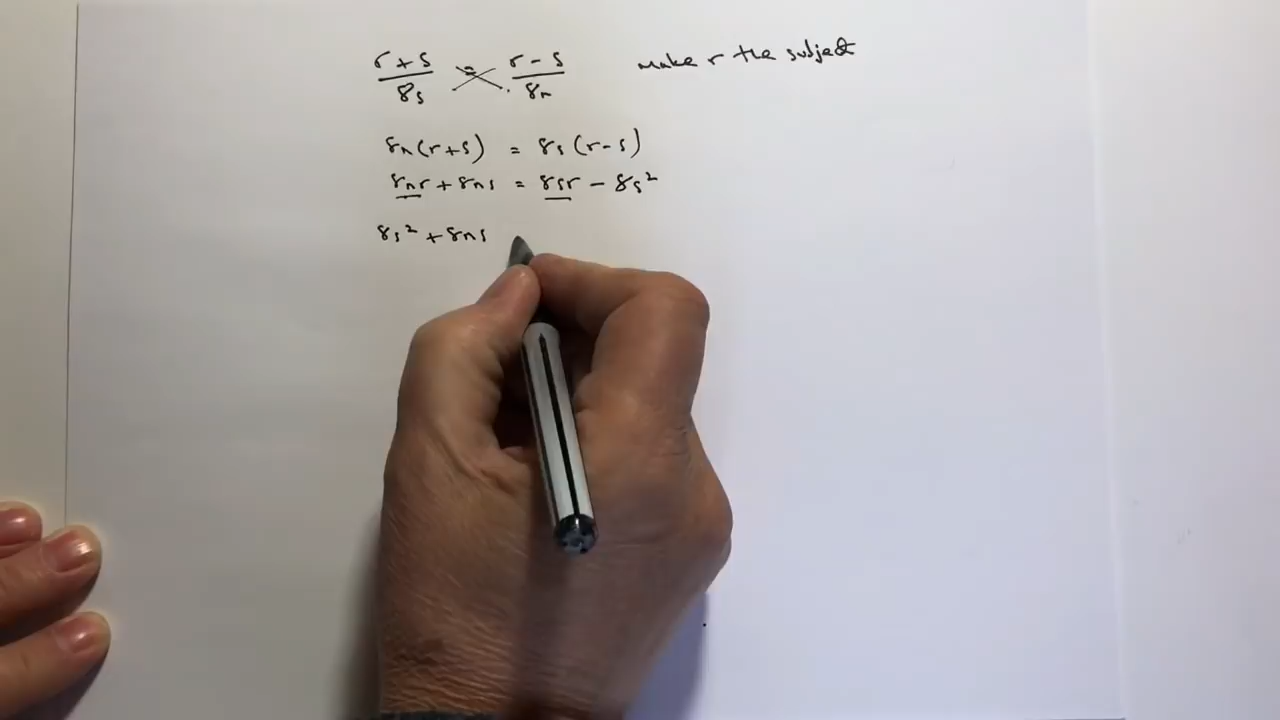 r + s / 8s = r - s / 8n make r the subject
8n(r+s) = 8s(r-s)
8nr + 8ns = 8sr - 8s²
8s² + 8ns